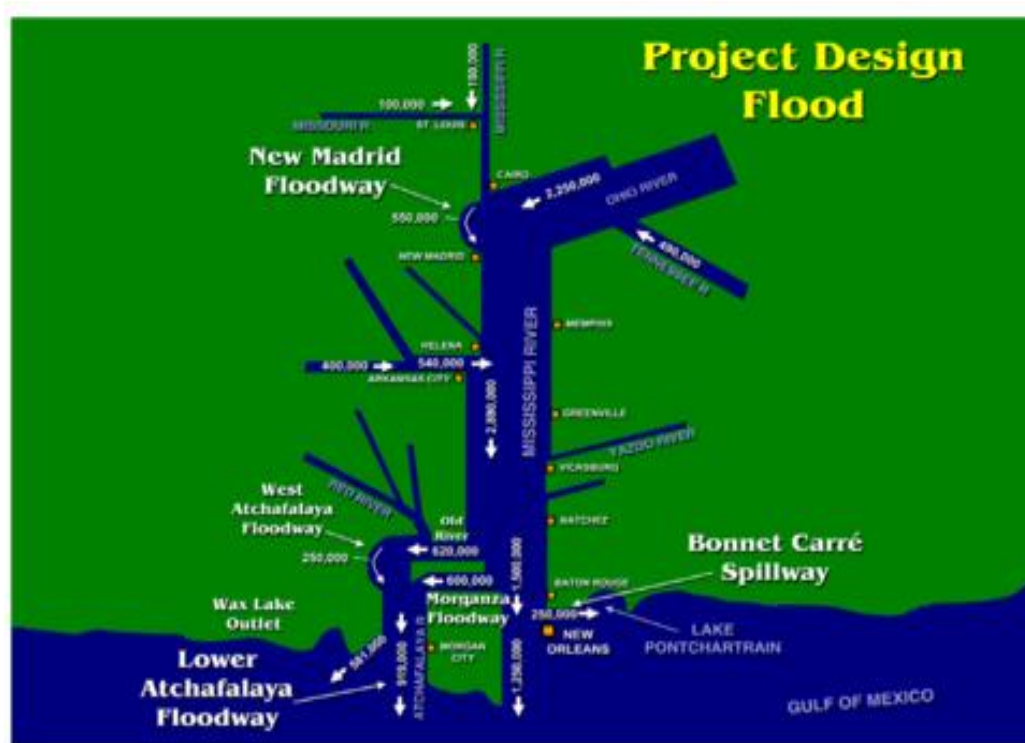 Project Design
Flood
100,000
100,000
MISSISSIPPI R
MISSOURI R.
ST. LOUIS
New Madrid
Floodway
CAIRO
2,250,000
OHIO RIVER
550,000
490,000
TENNESSEE R
NEW MADRID
MEMPHIS
HELENA
400,000
540,000
ARKANSAS CITY
2,890,000
MISSISSIPPI RIVER
GREENVILLE
YAZOO RIVER
VICKSBURG
RED RIVER
West
Atchafalaya
Floodway
Old
River
NATCHEZ
250,000
620,000
Bonnet Carré
Spillway
600,000
1,500,000
BATON ROUGE
Morganza
Floodway
250,000
Wax Lake
Outlet
NEW
ORLEANS
LAKE
PONTCHARTRAIN
MORGAN
CITY
ATCHAFALAYA R
Lower
Atchafalaya
Floodway
1,250,000
GULF OF MEXICO